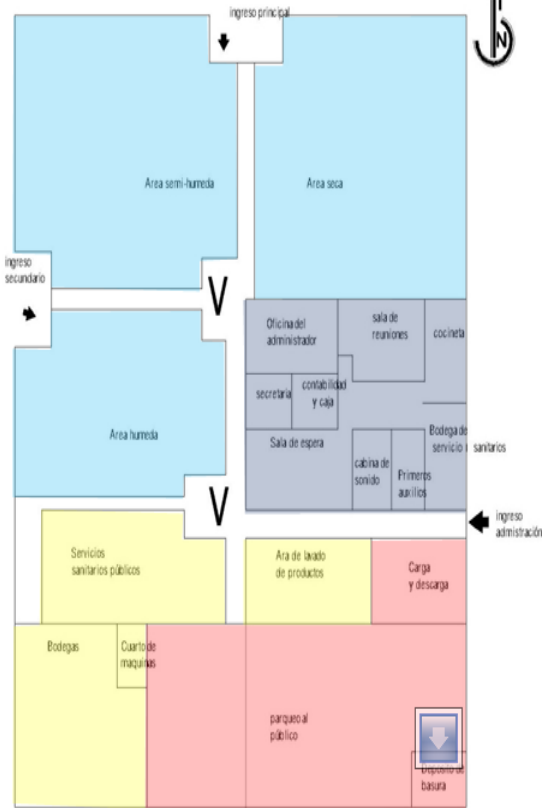 ingreso principal
N
Area semi-humeda
Area seca
ingreso
secundario
V
Oficina del
administrador
sala de
reuniones
cocineta
secretaria
contabilidad
y caja
Area humeda
Sala de espera
Bodega de
servicio sanitarios
cabina de
sonido
Primeros
auxilios
V
ingreso
admistración
Servicios
sanitarios públicos
Ara de lavado
de productos
Carga
y descarga
Bodegas
Cuarto de
maquinas
parqueo al
público
Deposito de
basura